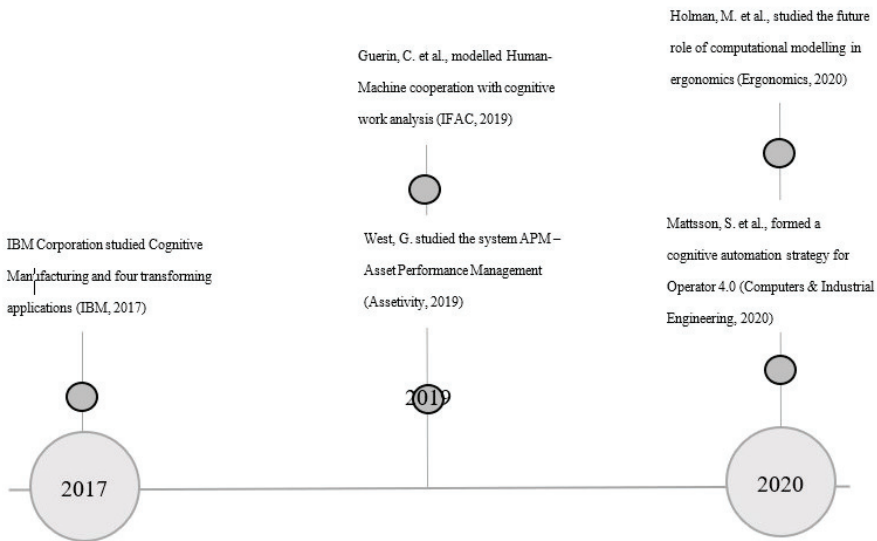 Holman, M. et al., studied the future
role of computational modelling in
ergonomics (Ergonomics, 2020)
Guerin, C. et al., modelled Human-
Machine cooperation with cognitive
work analysis (IFAC, 2019)
IBM Corporation studied Cognitive
Manufacturing and four transforming
applications (IBM, 2017)
West, G. studied the system APM –
Asset Performance Management
(Assetivity, 2019)
Mattsson, S. et al., formed a
cognitive automation strategy for
Operator 4.0 (Computers & Industrial
Engineering, 2020)
2019
2017
2020